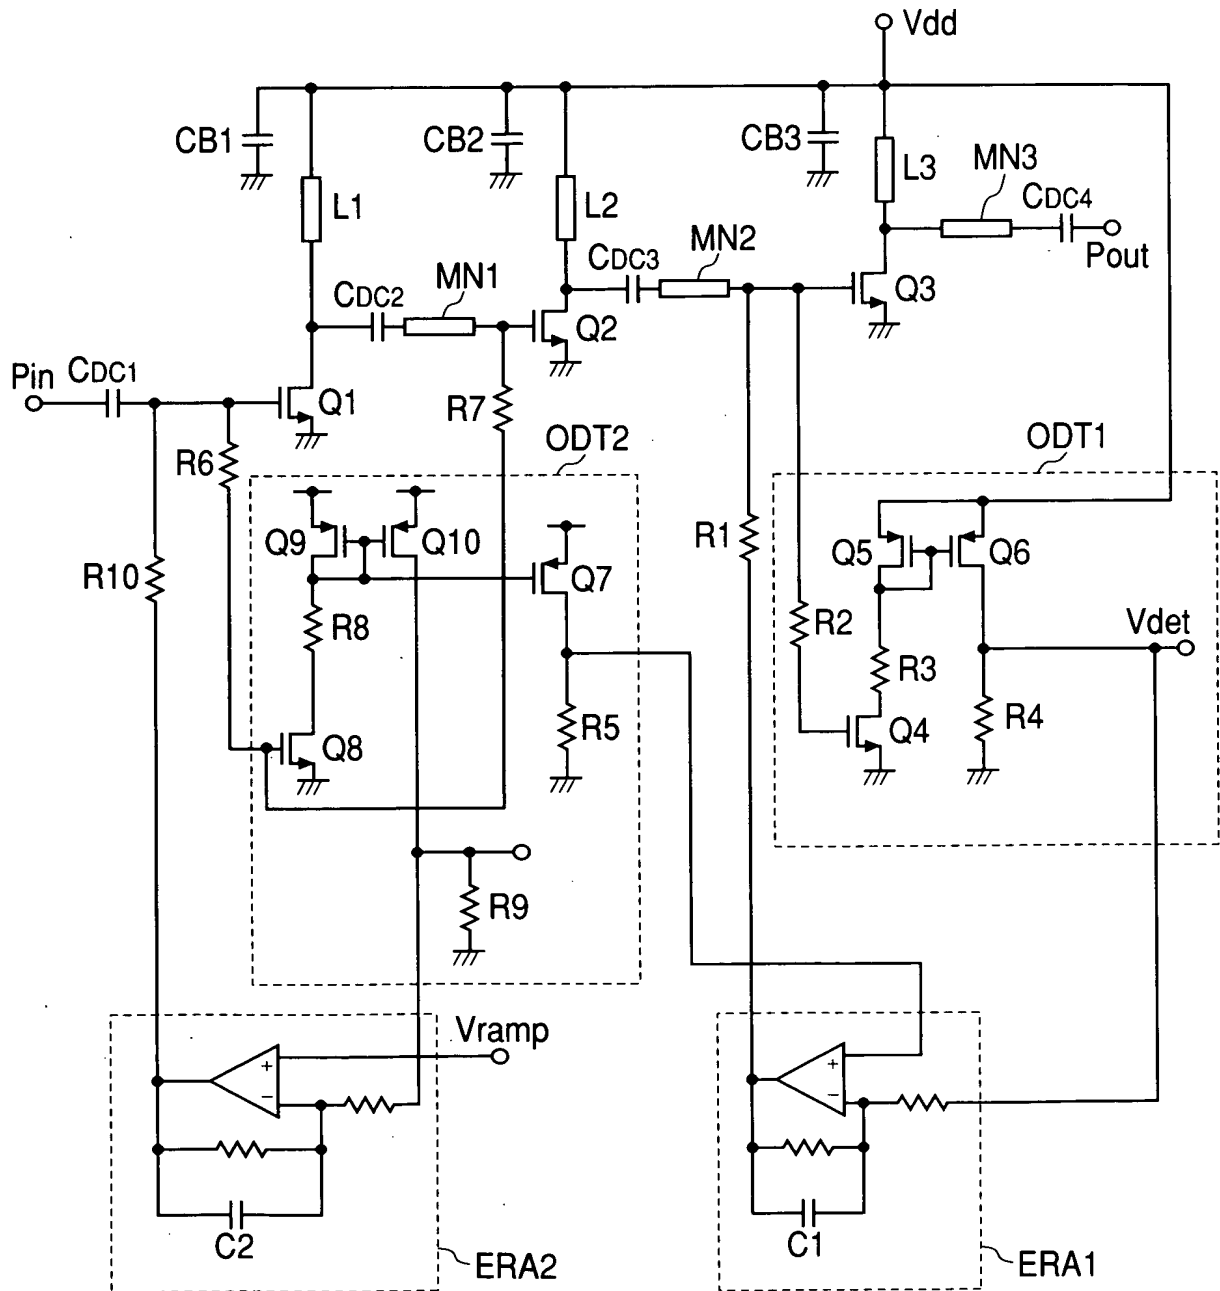 Vdd
CB1
CB2
CB3
L1
L2
L3
MN3
CDC4
Pout
MN2
CDC3
MN1
CDC2
Q3
Q2
Pin
CDC1
Q1
R7
R6
ODT2
ODT1
Q9
Q10
Q7
R1
Q5
Q6
R10
R8
R2
Vdet
R3
R4
Q8
R5
Q4
R9
Vramp
+
−
+
−
C2
C1
ERA2
ERA1